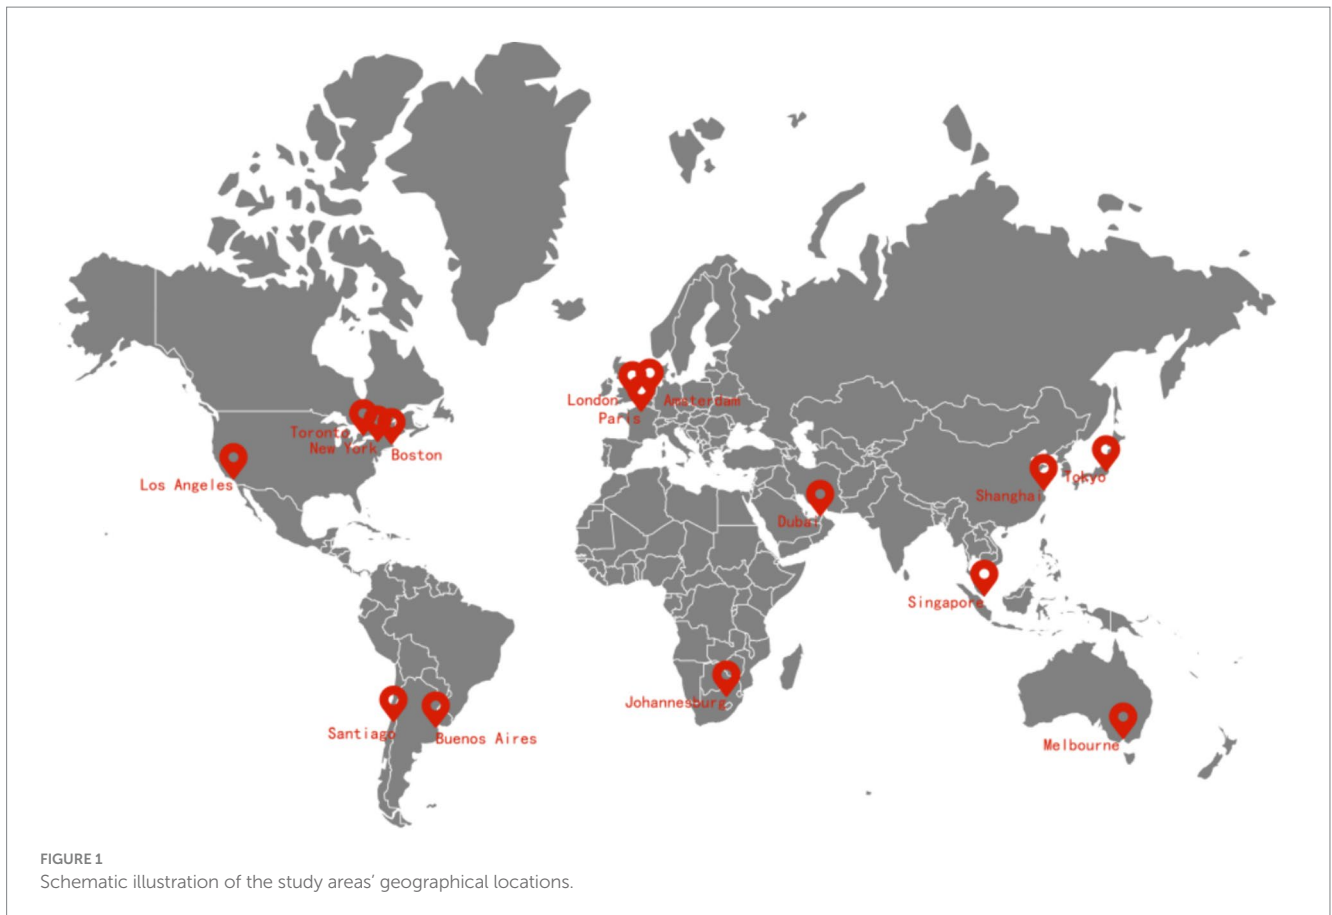 London
Amsterdam
Paris
Toronto
New York
Boston
Los Angeles
Tokyo
Shanghai
Dubai
Singapore
Johannesburg
Santiago
Buenos Aires
Melbourne
FIGURE 1
Schematic illustration of the study areas’ geographical locations.